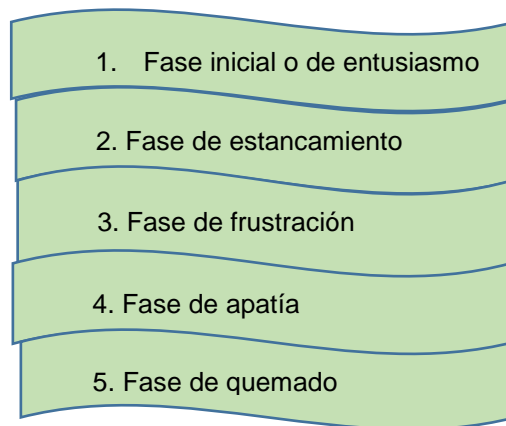 1. Fase inicial o de entusiasmo
2. Fase de estancamiento
3. Fase de frustración
4. Fase de apatía
5. Fase de quemado